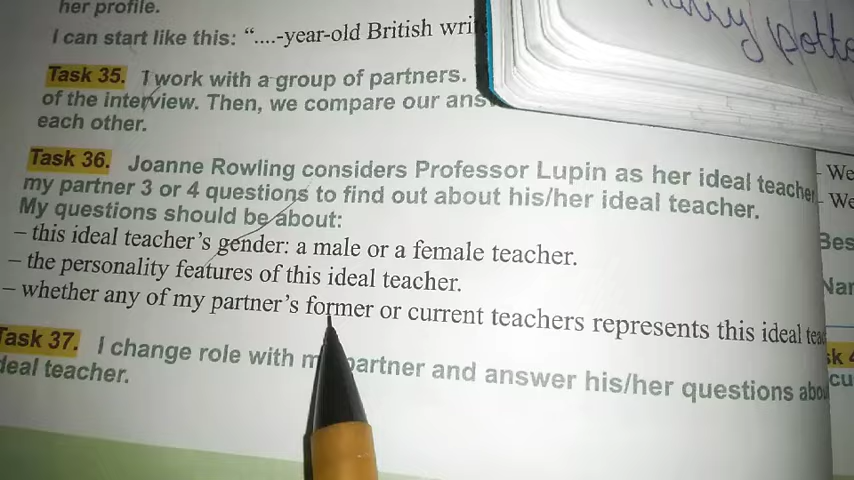 her profile.
I can start like this: “....-year-old British
Task 35. I work with a group of partners.
of the interview. Then, we compare our
each other.
Task 36. Joanne Rowling considers Professor Lupin as her ideal teacher
my partner 3 or 4 questions to find out about his/her ideal teacher.
My questions should be about:
– this ideal teacher’s gender: a male or a female teacher.
– the personality features of this ideal teacher.
– whether any of my partner’s former or current teachers represents this ideal
Task 37. I change role with my partner and answer his/her questions
ideal teacher.
Harry potte
- We
- We